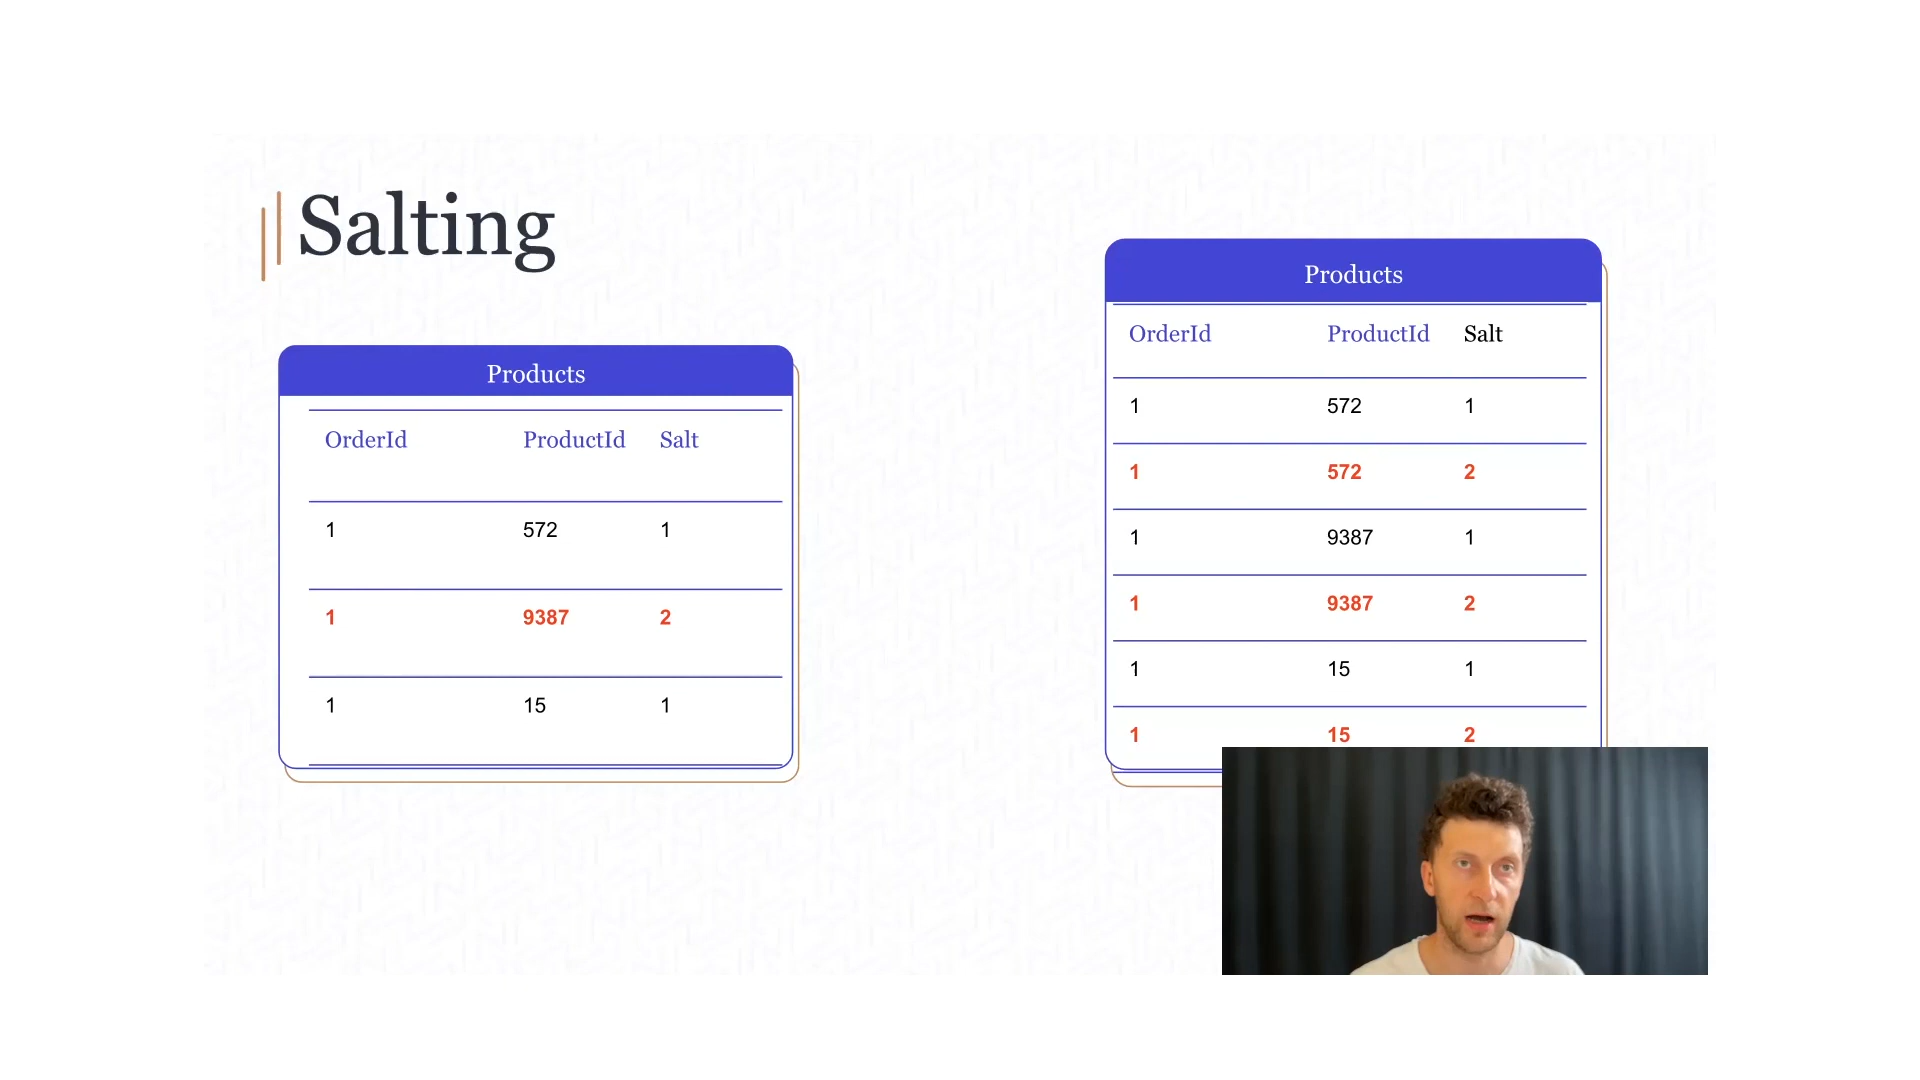 Salting
Products
OrderId ProductId Salt
1 572 1
1 9387 2
1 15 1
Products
OrderId ProductId Salt
1 572 1
1 572 2
1 9387 1
1 9387 2
1 15 1
1 15 2